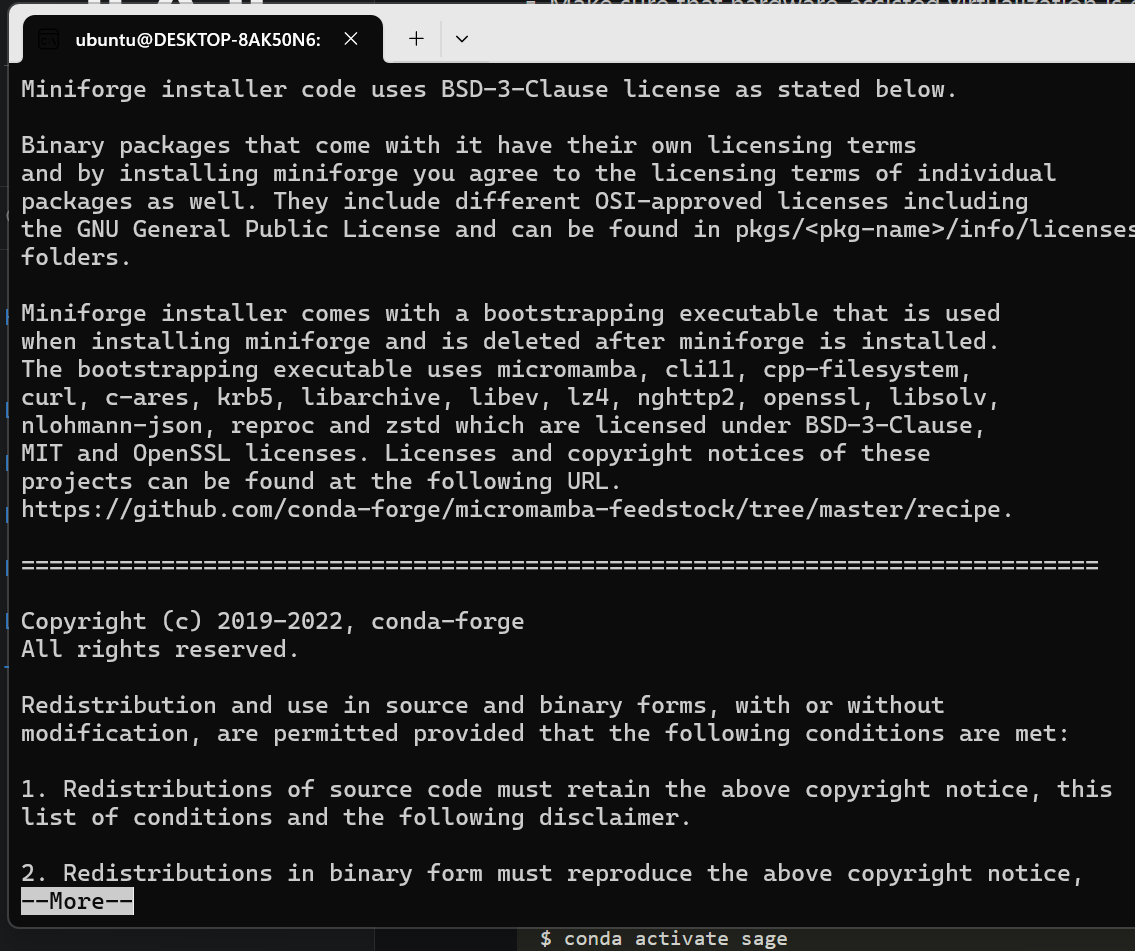 Make sure that hardware-assisted virtualization is
ubuntu@DESKTOP-8AK50N6:
Miniforge installer code uses BSD-3-Clause license as stated below.
Binary packages that come with it have their own licensing terms
and by installing miniforge you agree to the licensing terms of individual
packages as well. They include different OSI-approved licenses including
the GNU General Public License and can be found in pkgs/<pkg-name>/info/licenses
folders.
Miniforge installer comes with a bootstrapping executable that is used
when installing miniforge and is deleted after miniforge is installed.
The bootstrapping executable uses micromamba, cli11, cpp-filesystem,
curl, c-ares, krb5, libarchive, libev, lz4, nghttp2, openssl, libsolv,
nlohmann-json, reproc and zstd which are licensed under BSD-3-Clause,
MIT and OpenSSL licenses. Licenses and copyright notices of these
projects can be found at the following URL.
https://github.com/conda-forge/micromamba-feedstock/tree/master/recipe.
=============================================================================
Copyright (c) 2019-2022, conda-forge
All rights reserved.
Redistribution and use in source and binary forms, with or without
modification, are permitted provided that the following conditions are met:
1. Redistributions of source code must retain the above copyright notice, this
list of conditions and the following disclaimer.
2. Redistributions in binary form must reproduce the above copyright notice,
--More--
$ conda activate sage